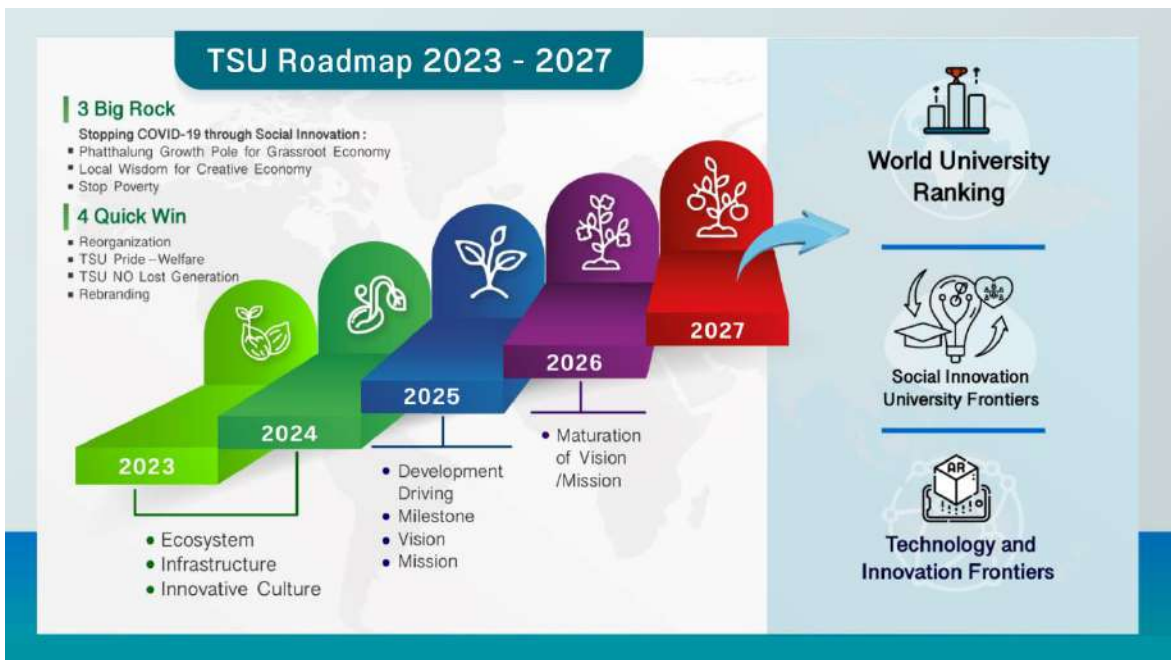 TSU Roadmap 2023 - 2027
3 Big Rock
Stopping COVID-19 through Social Innovation :
▪ Phatthalung Growth Pole for Grassroot Economy
▪ Local Wisdom for Creative Economy
▪ Stop Poverty
4 Quick Win
▪ Reorganization
▪ TSU Pride –Welfare
▪ TSU NO Lost Generation
▪ Rebranding
2023
2024
2025
2026
2027
• Ecosystem
• Infrastructure
• Innovative Culture
• Development
Driving
• Milestone
• Vision
• Mission
• Maturation
of Vision
/Mission
World University
Ranking
Social Innovation
University Frontiers
AR
Technology and
Innovation Frontiers